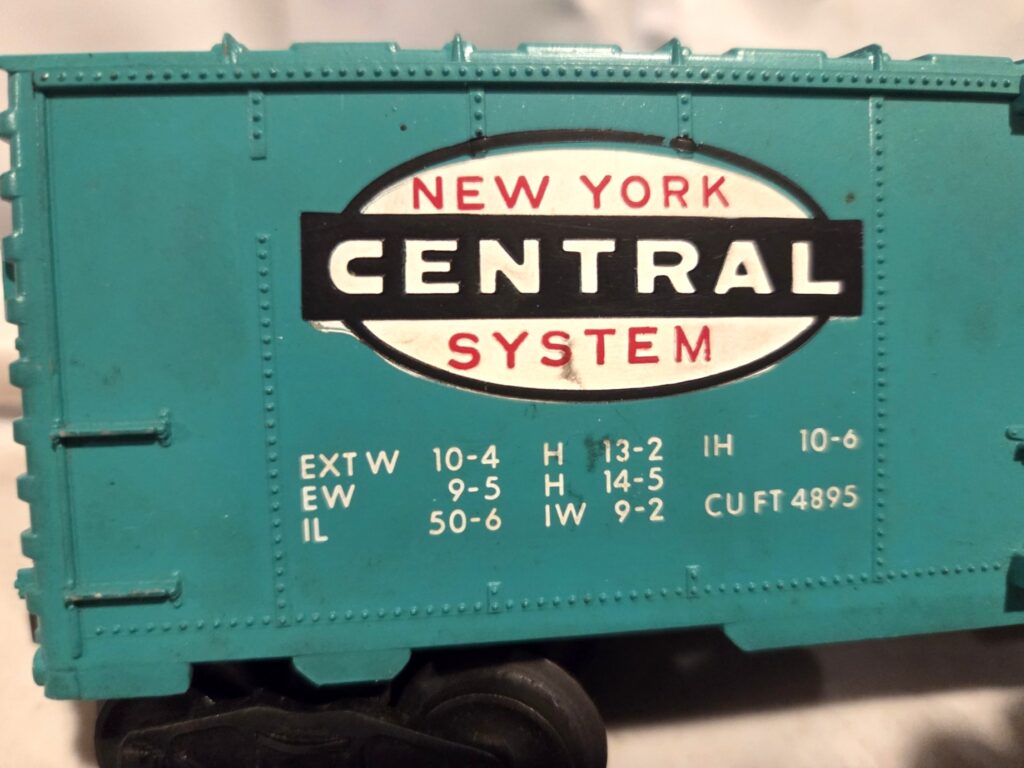 NEW YORK
CENTRAL
SYSTEM
EXT W 10-4 H 13-2 IH 10-6
EW 9-5 H 14-5
IL 50-6 IW 9-2 CU FT 4895